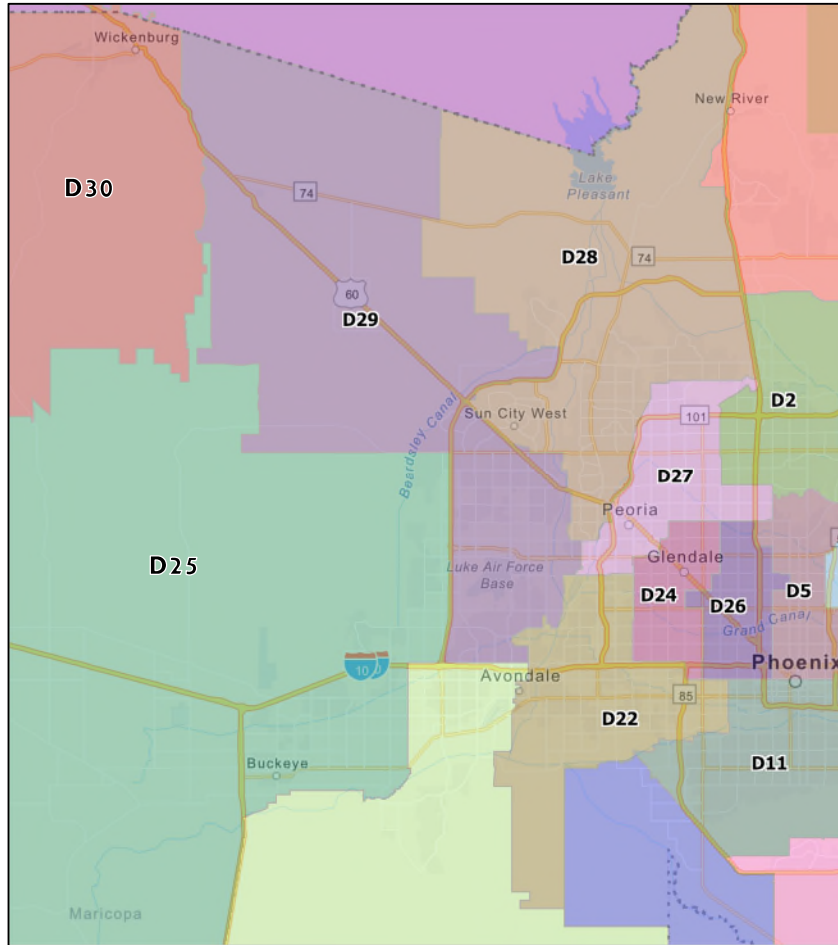 Wickenburg
New River
D30
74
Lake
Pleasant
D28
74
60
D29
D2
Sun City West
101
Beardsley Canal
D27
Peoria
Glendale
D25
Luke Air Force
Base
D24
D26
D5
Grand Canal
10
Avondale
Phoenix
85
D22
Buckeye
D11
Maricopa